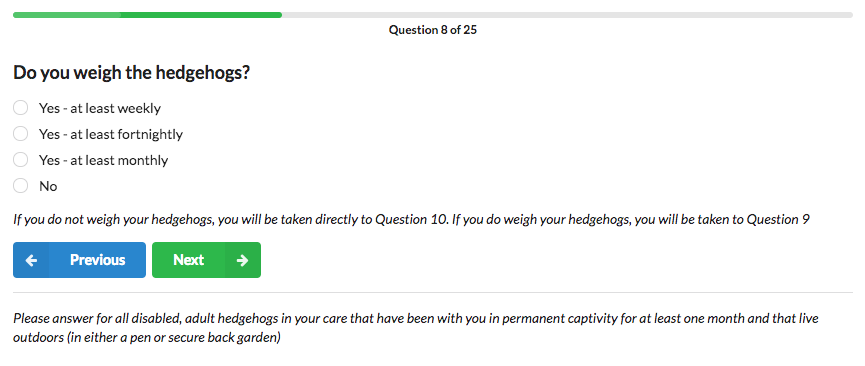 Question 8 of 25
Do you weigh the hedgehogs?
Yes - at least weekly
Yes - at least fortnightly
Yes - at least monthly
No
If you do not weigh your hedgehogs, you will be taken directly to Question 10. If you do weigh your hedgehogs, you will be taken to Question 9
Previous Next
Please answer for all disabled, adult hedgehogs in your care that have been with you in permanent captivity for at least one month and that live
outdoors (in either a pen or secure back garden)